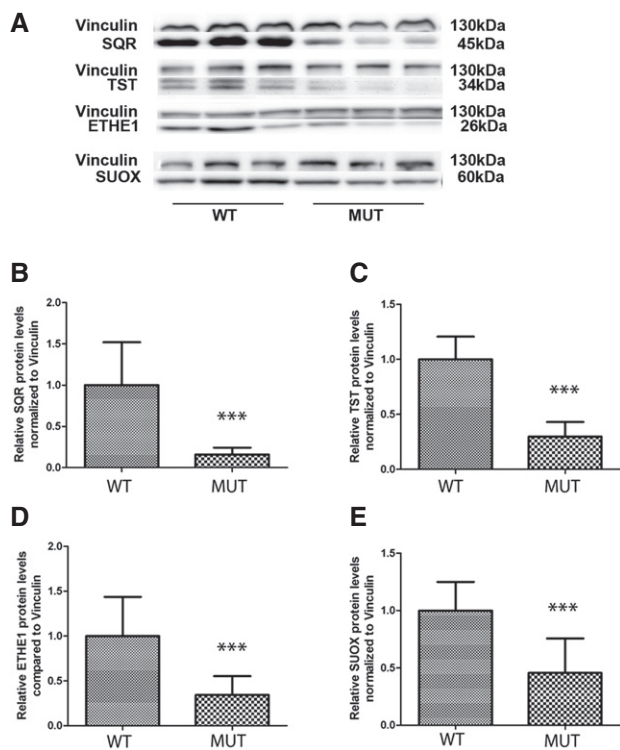 A
Vinculin 130kDa
SQR 45kDa
Vinculin 130kDa
TST 34kDa
Vinculin 130kDa
ETHE1 26kDa
Vinculin 130kDa
SUOX 60kDa
WT MUT
B
Relative SQR protein levels
normalized to Vinculin
2.0
1.5
1.0
0.5
0.0
***
WT MUT
C
Relative TST protein levels
normalized to Vinculin
1.5
1.0
0.5
0.0
***
WT MUT
D
Relative ETHE1 protein levels
compared to Vinculin
2.0
1.5
1.0
0.5
0.0
***
WT MUT
E
Relative SUOX protein levels
normalized to Vinculin
1.5
1.0
0.5
0.0
***
WT MUT